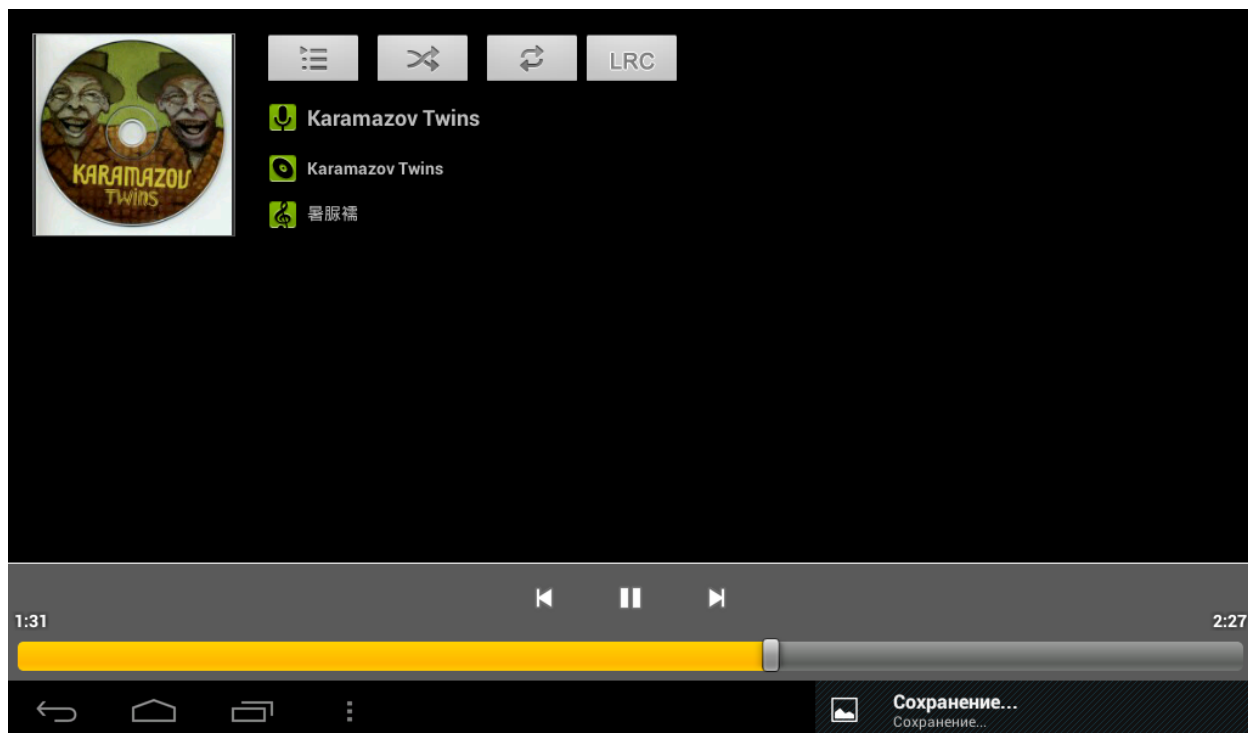 KARAMAZOV
TWINS
LRC
Karamazov Twins
Karamazov Twins
暑脤襦
1:31
2:27
Сохранение...
Сохранение...